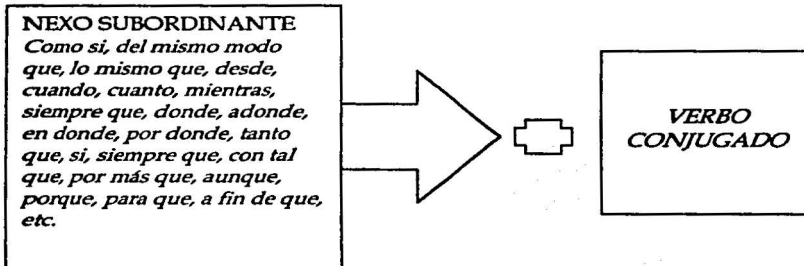 NEXO SUBORDINANTE
Como si, del mismo modo
que, lo mismo que, desde,
cuando, cuanto, mientras,
siempre que, donde, adonde,
en donde, por donde, tanto
que, si, siempre que, con tal
que, por más que, aunque,
porque, para que, a fin de que,
etc.
VERBO
CONJUGADO